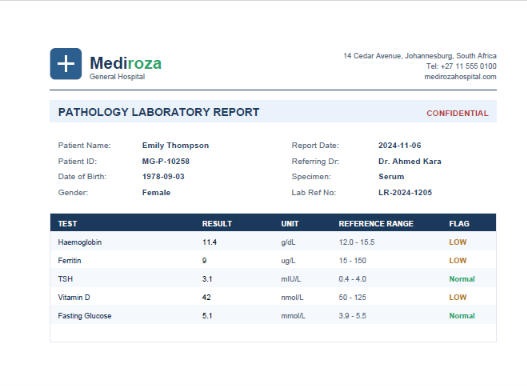 Mediroza
General Hospital
14 Cedar Avenue, Johannesburg, South Africa
Tel: +27 11 555 0100
medirozahospital.com
PATHOLOGY LABORATORY REPORT CONFIDENTIAL
Patient Name: Emily Thompson Report Date: 2024-11-06
Patient ID: MG-P-10258 Referring Dr: Dr. Ahmed Kara
Date of Birth: 1978-09-03 Specimen: Serum
Gender: Female Lab Ref No: LR-2024-1205
TEST RESULT UNIT REFERENCE RANGE FLAG
Haemoglobin 11.4 g/dL 12.0 - 15.5 LOW
Ferritin 9 ug/L 15 - 150 LOW
TSH 3.1 mIU/L 0.4 - 4.0 Normal
Vitamin D 42 nmol/L 50 - 125 LOW
Fasting Glucose 5.1 mmol/L 3.9 - 5.5 Normal